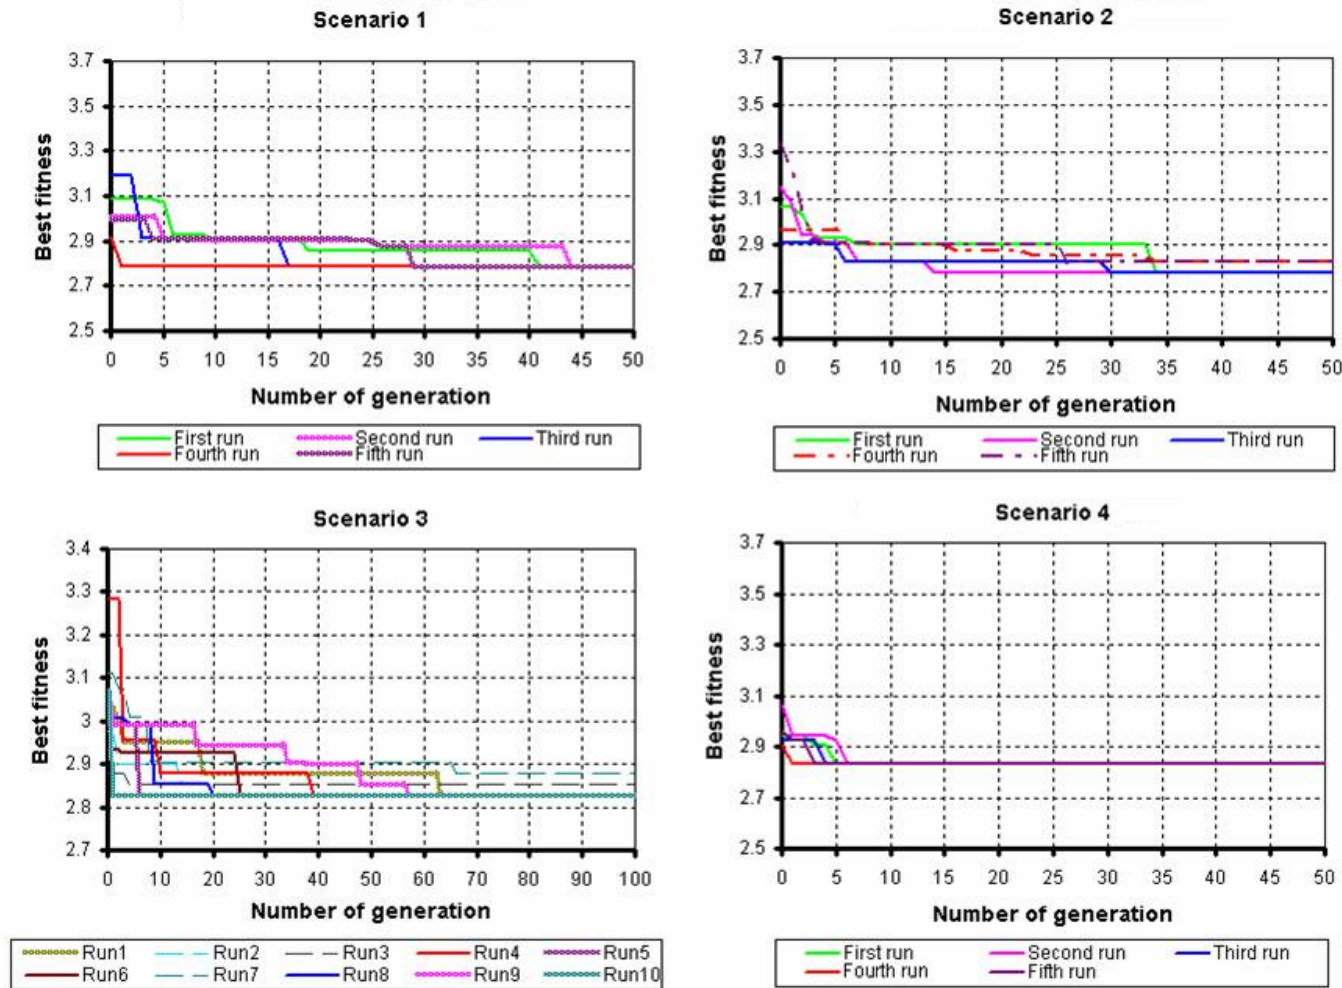 Scenario 1
3.7
3.5
3.3
3.1
2.9
2.7
2.5
Best fitness
0 5 10 15 20 25 30 35 40 45 50
Number of generation
First run Second run Third run
Fourth run Fifth run
Scenario 2
3.7
3.5
3.3
3.1
2.9
2.7
2.5
Best fitness
0 5 10 15 20 25 30 35 40 45 50
Number of generation
First run Second run Third run
Fourth run Fifth run
Scenario 3
3.4
3.3
3.2
3.1
3
2.9
2.8
2.7
Best fitness
0 10 20 30 40 50 60 70 80 90 100
Number of generation
Run1 Run2 Run3 Run4 Run5
Run6 Run7 Run8 Run9 Run10
Scenario 4
3.7
3.5
3.3
3.1
2.9
2.7
2.5
Best fitness
0 5 10 15 20 25 30 35 40 45 50
Number of generation
First run Second run Third run
Fourth run Fifth run